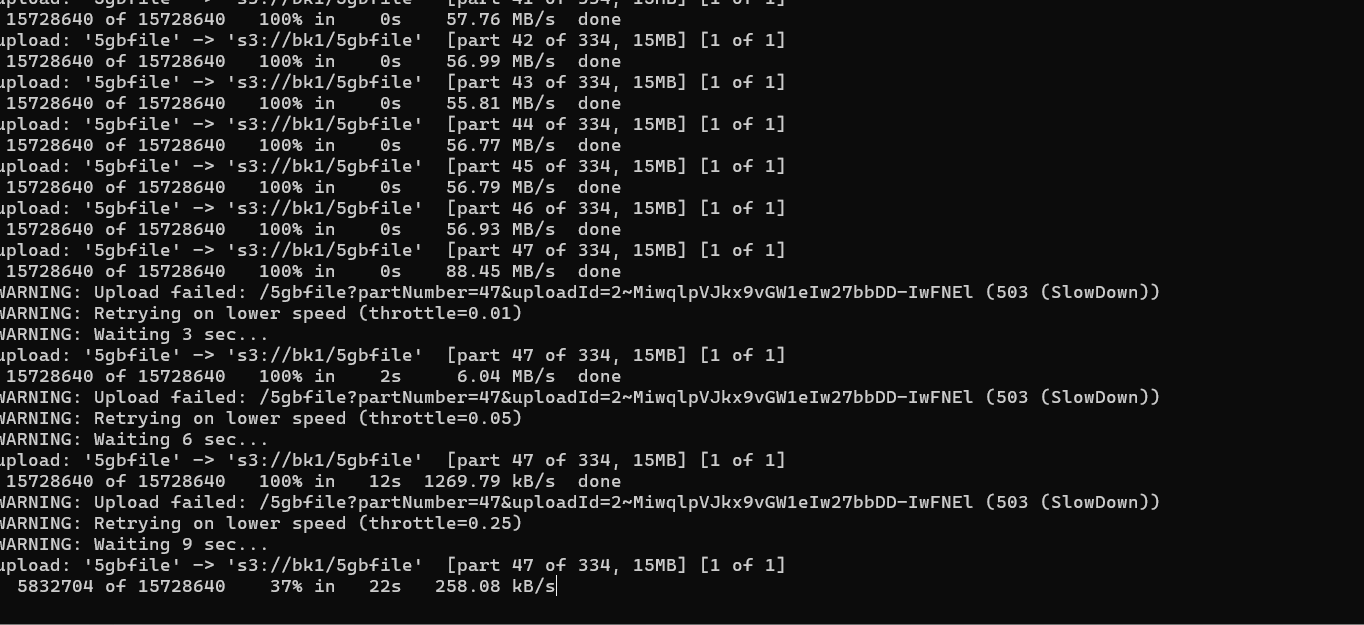 upload: '5gbfile' -> 's3://bk1/5gbfile'  [part 41 of 334, 15MB] [1 of 1]
 15728640 of 15728640   100% in    0s    57.76 MB/s  done
upload: '5gbfile' -> 's3://bk1/5gbfile'  [part 42 of 334, 15MB] [1 of 1]
 15728640 of 15728640   100% in    0s    56.99 MB/s  done
upload: '5gbfile' -> 's3://bk1/5gbfile'  [part 43 of 334, 15MB] [1 of 1]
 15728640 of 15728640   100% in    0s    55.81 MB/s  done
upload: '5gbfile' -> 's3://bk1/5gbfile'  [part 44 of 334, 15MB] [1 of 1]
 15728640 of 15728640   100% in    0s    56.77 MB/s  done
upload: '5gbfile' -> 's3://bk1/5gbfile'  [part 45 of 334, 15MB] [1 of 1]
 15728640 of 15728640   100% in    0s    56.79 MB/s  done
upload: '5gbfile' -> 's3://bk1/5gbfile'  [part 46 of 334, 15MB] [1 of 1]
 15728640 of 15728640   100% in    0s    56.93 MB/s  done
upload: '5gbfile' -> 's3://bk1/5gbfile'  [part 47 of 334, 15MB] [1 of 1]
 15728640 of 15728640   100% in    0s    88.45 MB/s  done
WARNING: Upload failed: /5gbfile?partNumber=47&uploadId=2~MiwqlpVJkx9vGW1eIw27bbDD-IwFNEl (503 (SlowDown))
WARNING: Retrying on lower speed (throttle=0.01)
WARNING: Waiting 3 sec...
upload: '5gbfile' -> 's3://bk1/5gbfile'  [part 47 of 334, 15MB] [1 of 1]
 15728640 of 15728640   100% in    2s     6.04 MB/s  done
WARNING: Upload failed: /5gbfile?partNumber=47&uploadId=2~MiwqlpVJkx9vGW1eIw27bbDD-IwFNEl (503 (SlowDown))
WARNING: Retrying on lower speed (throttle=0.05)
WARNING: Waiting 6 sec...
upload: '5gbfile' -> 's3://bk1/5gbfile'  [part 47 of 334, 15MB] [1 of 1]
 15728640 of 15728640   100% in   12s  1269.79 kB/s  done
WARNING: Upload failed: /5gbfile?partNumber=47&uploadId=2~MiwqlpVJkx9vGW1eIw27bbDD-IwFNEl (503 (SlowDown))
WARNING: Retrying on lower speed (throttle=0.25)
WARNING: Waiting 9 sec...
upload: '5gbfile' -> 's3://bk1/5gbfile'  [part 47 of 334, 15MB] [1 of 1]
  5832704 of 15728640    37% in   22s   258.08 kB/s